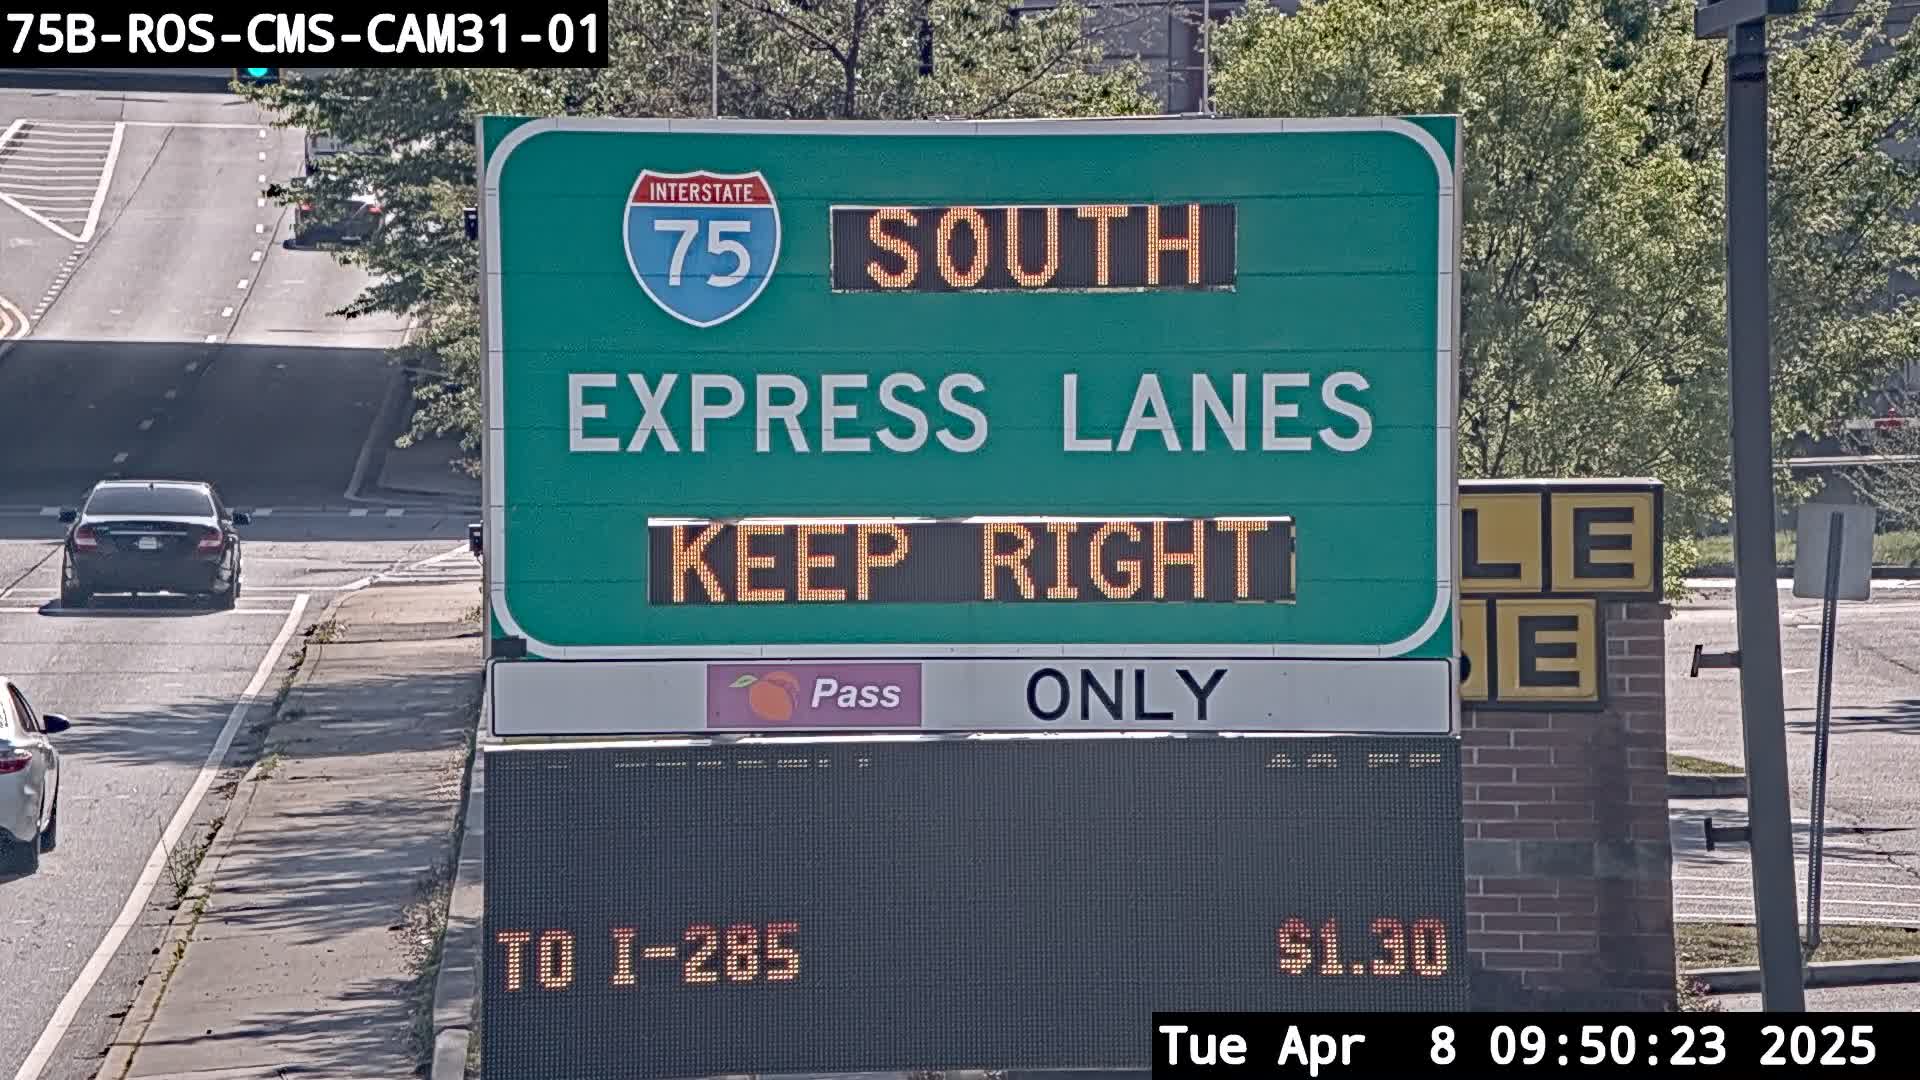 75B-ROS-CMS-CAM31-01
INTERSTATE
75
SOUTH
EXPRESS LANES
KEEP RIGHT
Pass ONLY
TO I-285 $1.30
LE
E
Tue Apr 8 09:50:23 2025